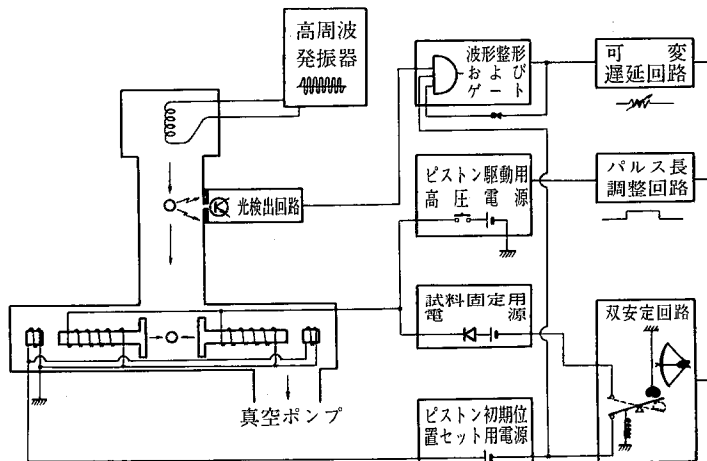 高周波
発振器
波形整形
および
ゲート
可変
遅延回路
光検出回路
ピストン駆動用
高圧電源
パルス長
調整回路
試料固定用
電源
双安定回路
真空ポンプ
ピストン初期位
置セット用電源